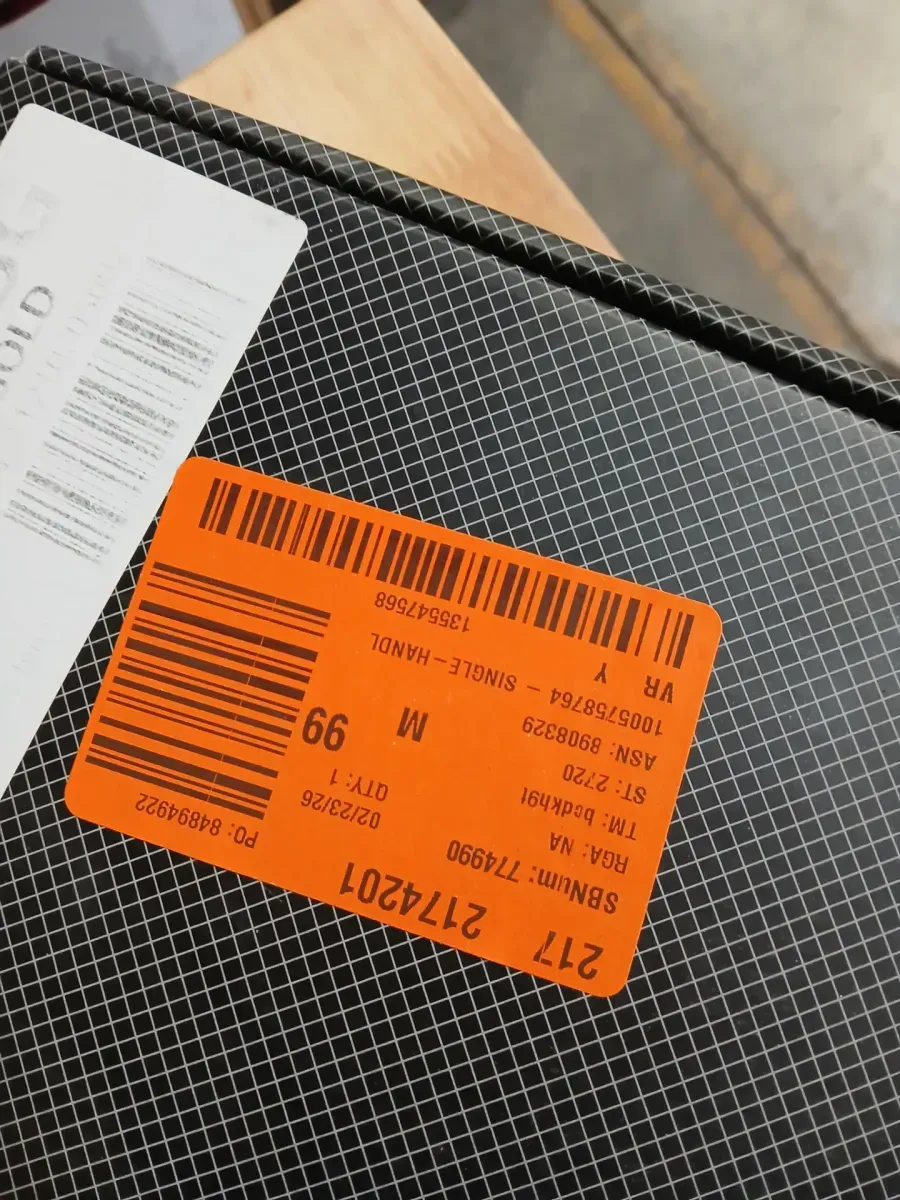 217 2174201
SBNum: 774990
RGA: NA
TM: bcdkh9t
ST: 2720
ASN: 8908329
1005758764 - SINGLE-HANDL
VR Y
135547568
02/23/26
QTY: 1
M 99
PO: 84894922